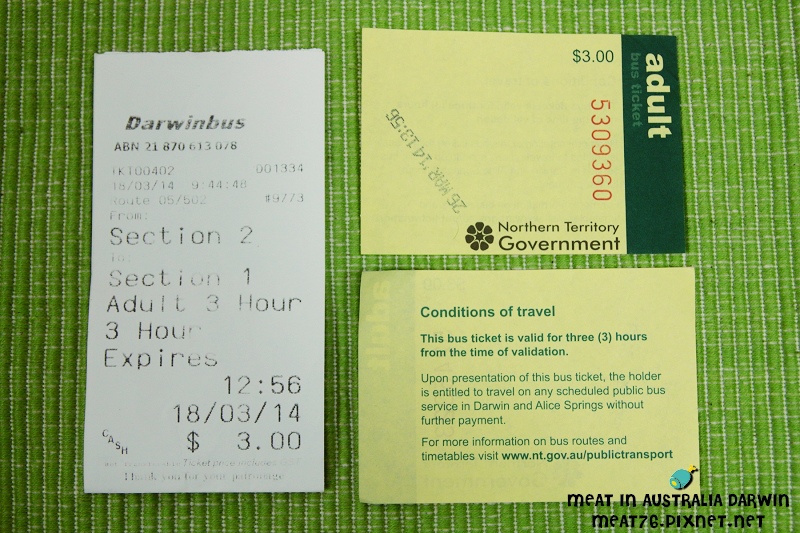 Darwinbus
ABN 21 870 613 078
TK100402 001334
18/03/14 9:44:48
Route 05/502 #9773
From:
Section 2
To:
Section 1
Adult 3 Hour
3 Hour
Expires
12:56
18/03/14
CASH $ 3.00
Ticket price includes GST
Thank you for your patronage
$3.00
adult
bus ticket
5309360
26 MAR '14 13:56
Northern Territory
Government
Conditions of travel
This bus ticket is valid for three (3) hours
from the time of validation.
Upon presentation of this bus ticket, the holder
is entitled to travel on any scheduled public bus
service in Darwin and Alice Springs without
further payment.
For more information on bus routes and
timetables visit www.nt.gov.au/publictransport
MEAT IN AUSTRALIA DARWIN
MEAT76.PIXNET.NET